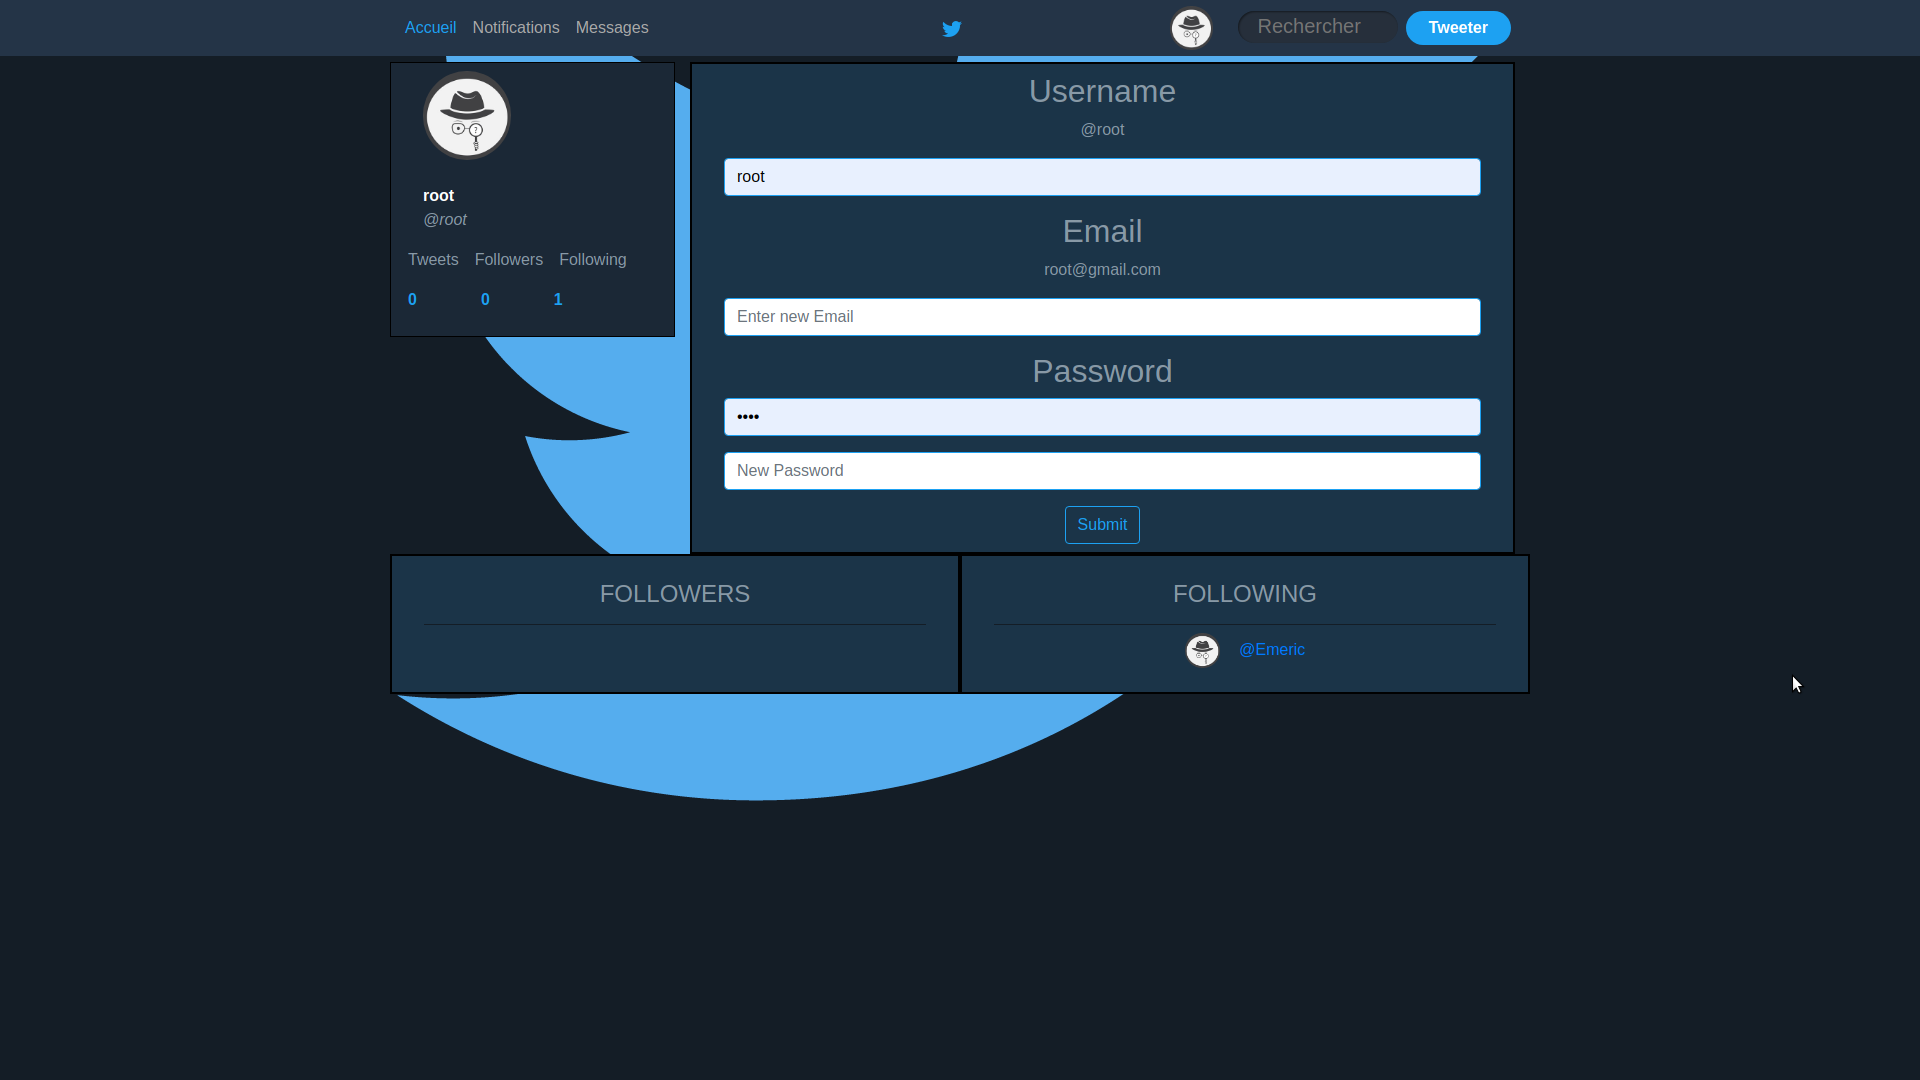 Accueil Notifications Messages Rechercher Tweeter
root
@root
Tweets Followers Following
0 0 1
Username
@root
root
Email
root@gmail.com
Enter new Email
Password
••••
New Password
Submit
FOLLOWERS
FOLLOWING
@Emeric